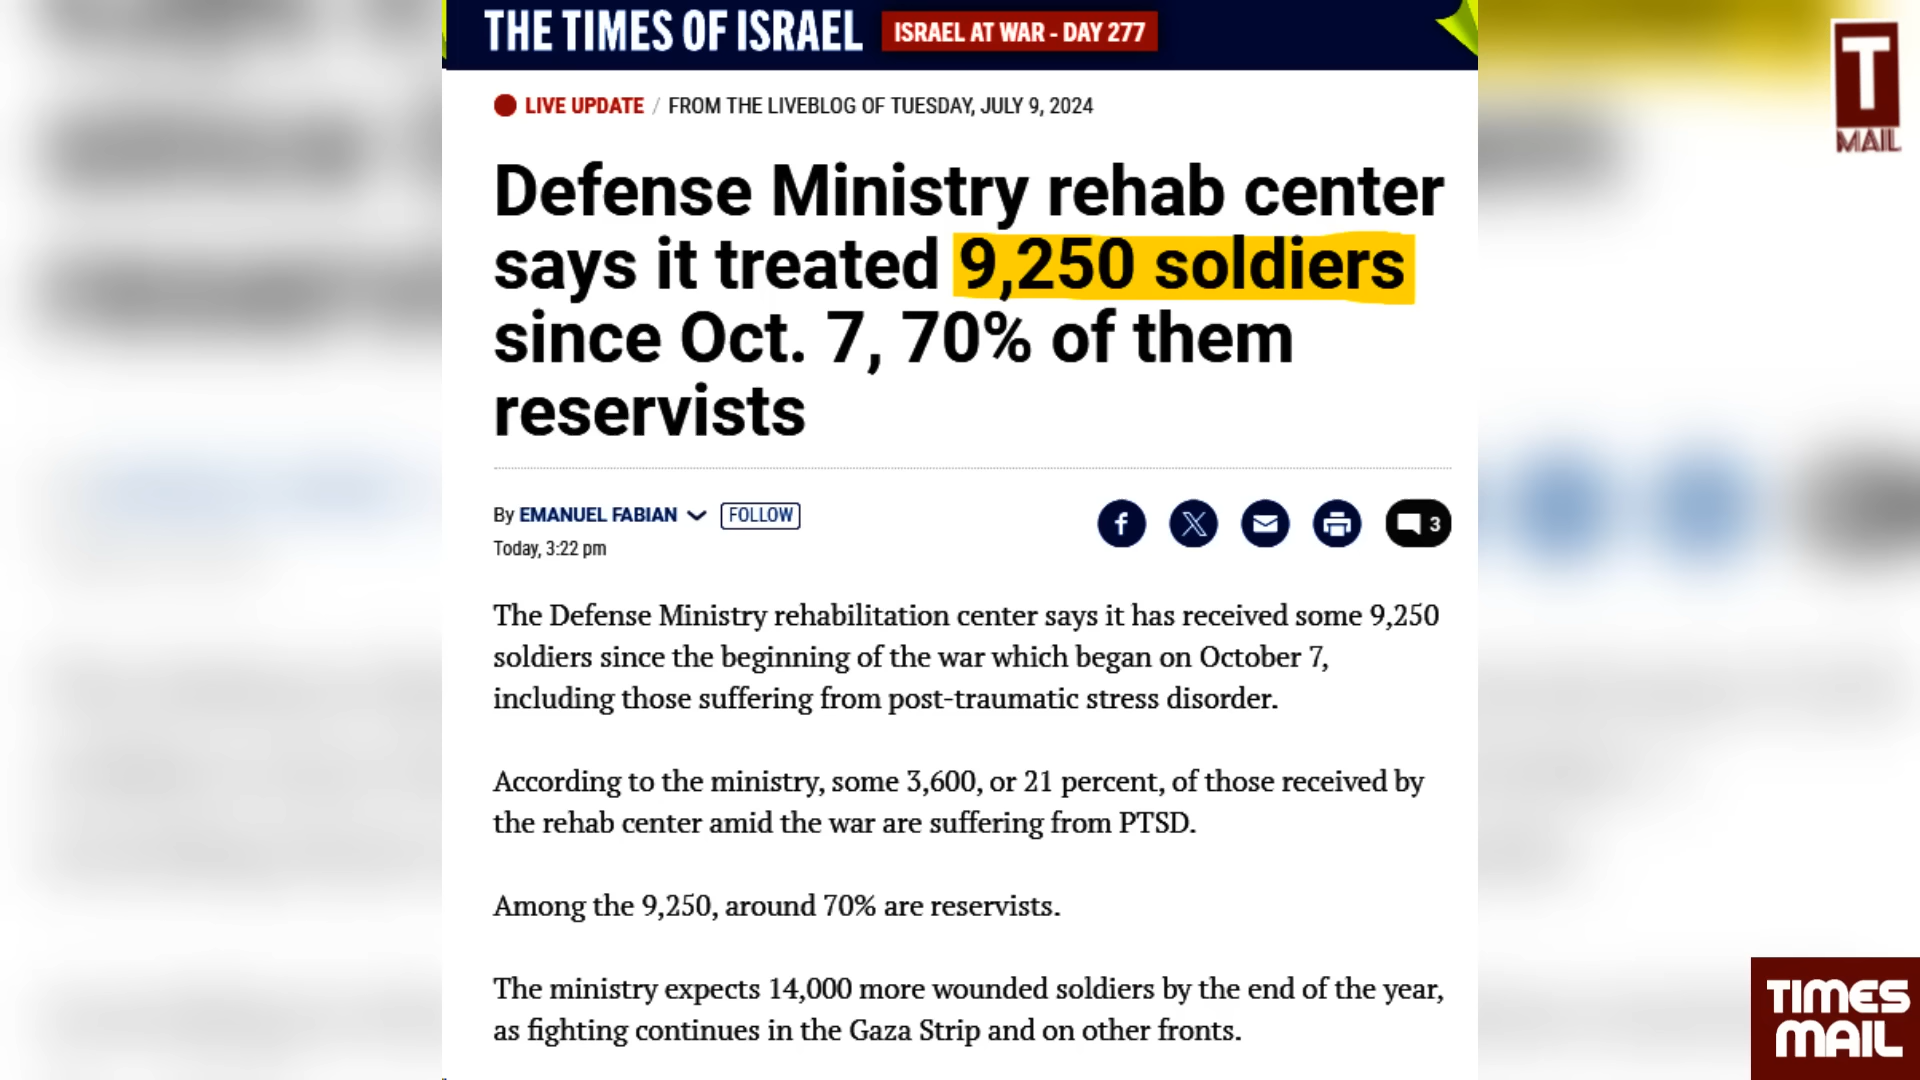 THE TIMES OF ISRAEL ISRAEL AT WAR - DAY 277
T
MAIL
LIVE UPDATE / FROM THE LIVEBLOG OF TUESDAY, JULY 9, 2024
Defense Ministry rehab center
says it treated 9,250 soldiers
since Oct. 7, 70% of them
reservists
By EMANUEL FABIAN FOLLOW
Today, 3:22 pm
3
The Defense Ministry rehabilitation center says it has received some 9,250
soldiers since the beginning of the war which began on October 7,
including those suffering from post-traumatic stress disorder.
According to the ministry, some 3,600, or 21 percent, of those received by
the rehab center amid the war are suffering from PTSD.
Among the 9,250, around 70% are reservists.
The ministry expects 14,000 more wounded soldiers by the end of the year,
as fighting continues in the Gaza Strip and on other fronts.
TIMES
MAIL